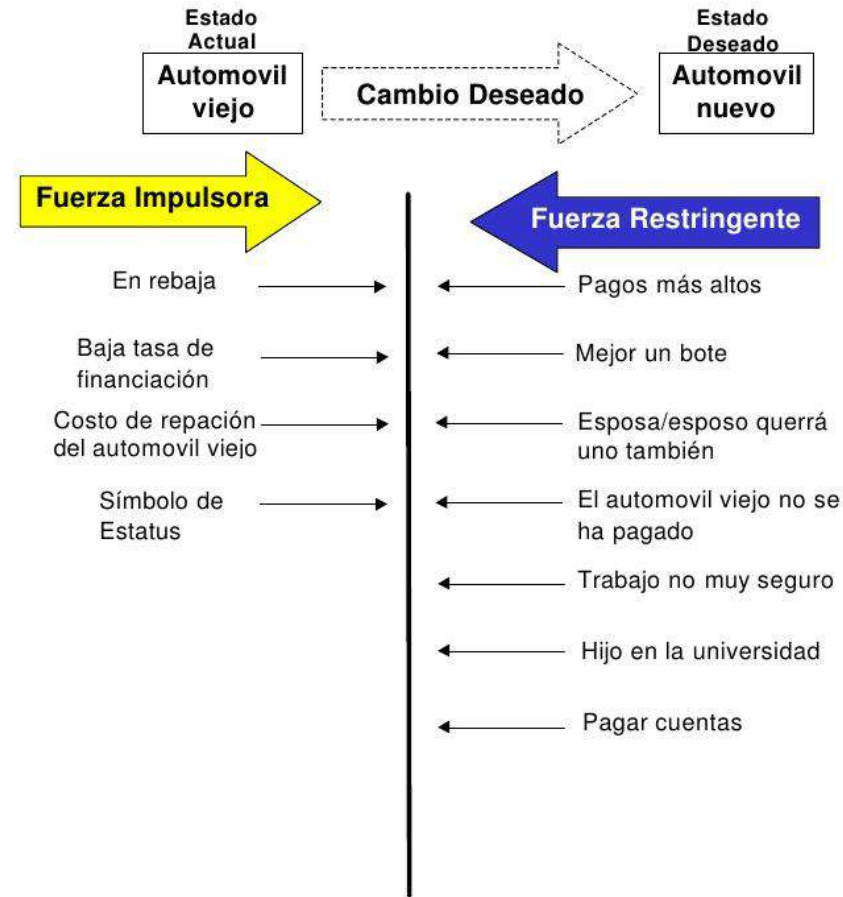 Estado
Actual
Automovil
viejo
Cambio Deseado
Estado
Deseado
Automovil
nuevo
Fuerza Impulsora
Fuerza Restringente
En rebaja
Baja tasa de
financiación
Costo de repación
del automovil viejo
Símbolo de
Estatus
Pagos más altos
Mejor un bote
Esposa/esposo querrá
uno también
El automovil viejo no se
ha pagado
Trabajo no muy seguro
Hijo en la universidad
Pagar cuentas